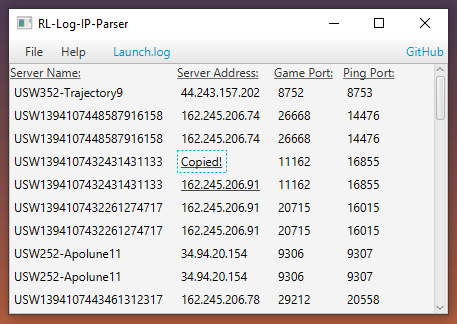 RL-Log-IP-Parser
File Help Launch.log GitHub
Server Name: Server Address: Game Port: Ping Port:
USW352-Trajectory9 44.243.157.202 8752 8753
USW1394107448587916158 162.245.206.74 26668 14476
USW1394107448587916158 162.245.206.74 26668 14476
USW1394107432431431133 Copied! 11162 16855
USW1394107432431431133 162.245.206.91 11162 16855
USW1394107432261274717 162.245.206.91 20715 16015
USW1394107432261274717 162.245.206.91 20715 16015
USW252-Apolune11 34.94.20.154 9306 9307
USW252-Apolune11 34.94.20.154 9306 9307
USW1394107443461312317 162.245.206.78 29212 20558